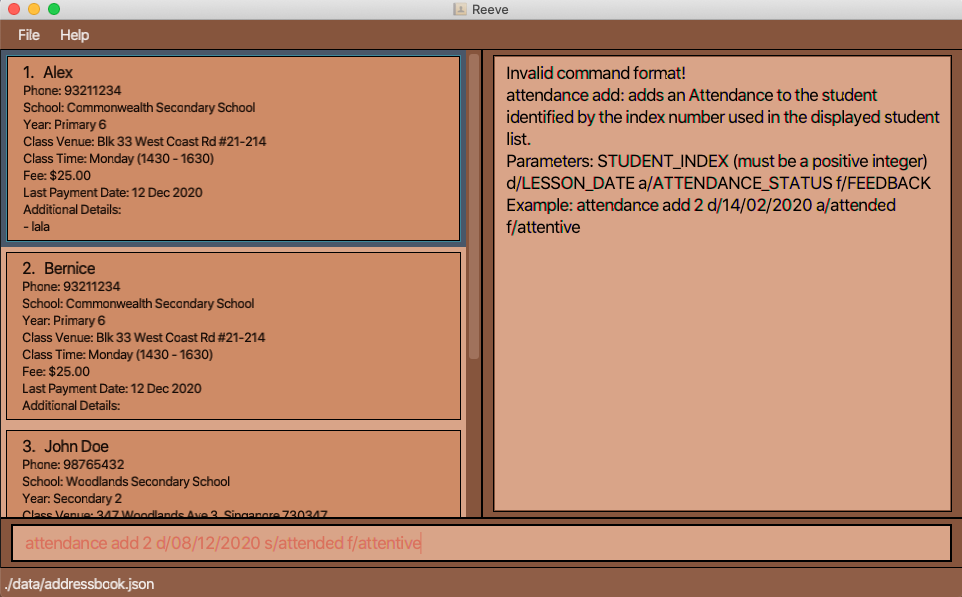 Reeve
File Help
1. Alex
Phone: 93211234
School: Commonwealth Secondary School
Year: Primary 6
Class Venue: Blk 33 West Coast Rd #21-214
Class Time: Monday (1430 - 1630)
Fee: $25.00
Last Payment Date: 12 Dec 2020
Additional Details:
- lala
2. Bernice
Phone: 93211234
School: Commonwealth Secondary School
Year: Primary 6
Class Venue: Blk 33 West Coast Rd #21-214
Class Time: Monday (1430 - 1630)
Fee: $25.00
Last Payment Date: 12 Dec 2020
Additional Details:
3. John Doe
Phone: 98765432
School: Woodlands Secondary School
Year: Secondary 2
Class Venue: 347 Woodlands Ave 3, Singapore 730347
Invalid command format!
attendance add: adds an Attendance to the student
identified by the index number used in the displayed student
list.
Parameters: STUDENT_INDEX (must be a positive integer)
d/LESSON_DATE a/ATTENDANCE_STATUS f/FEEDBACK
Example: attendance add 2 d/14/02/2020 a/attended
f/attentive
attendance add 2 d/08/12/2020 s/attended f/attentive
./data/addressbook.json